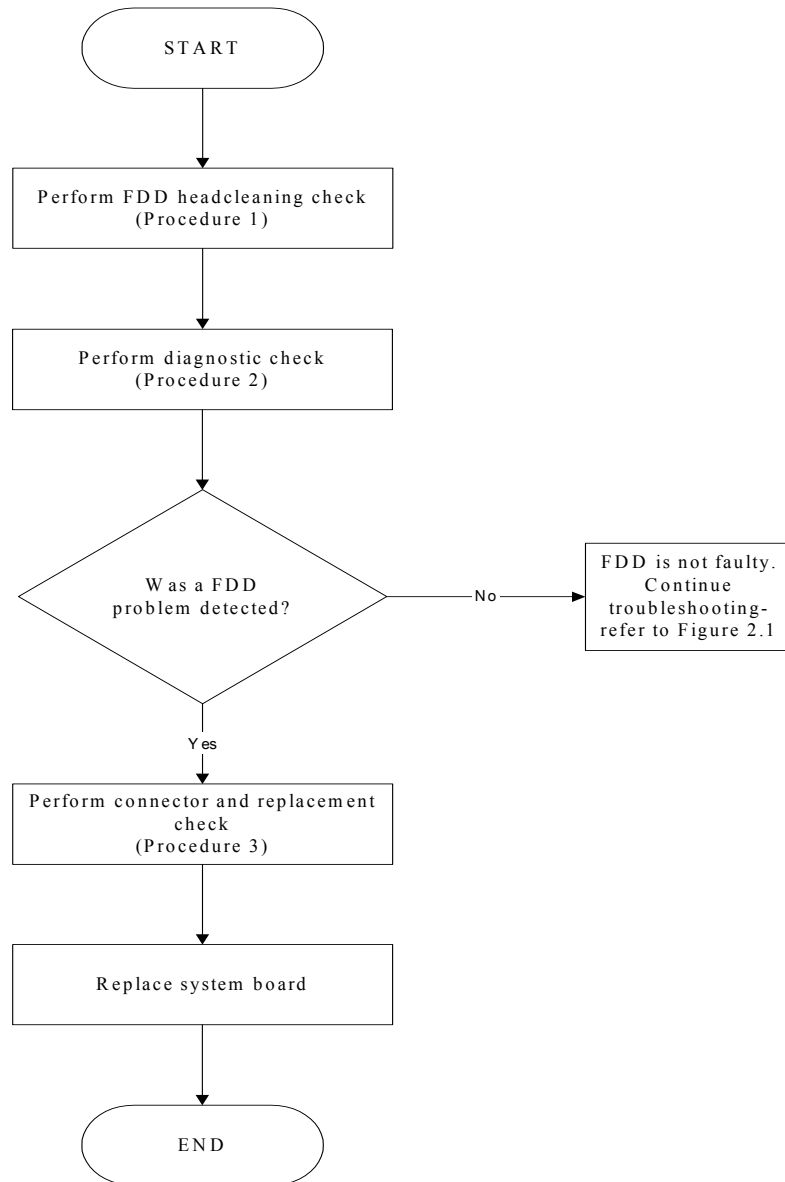 START
Perform FDD headcleaning check
(Procedure 1)
Perform diagnostic check
(Procedure 2)
Was a FDD
problem detected?
No
FDD is not faulty.
Continue
troubleshooting-
refer to Figure 2.1
Yes
Perform connector and replacement
check
(Procedure 3)
Replace system board
END